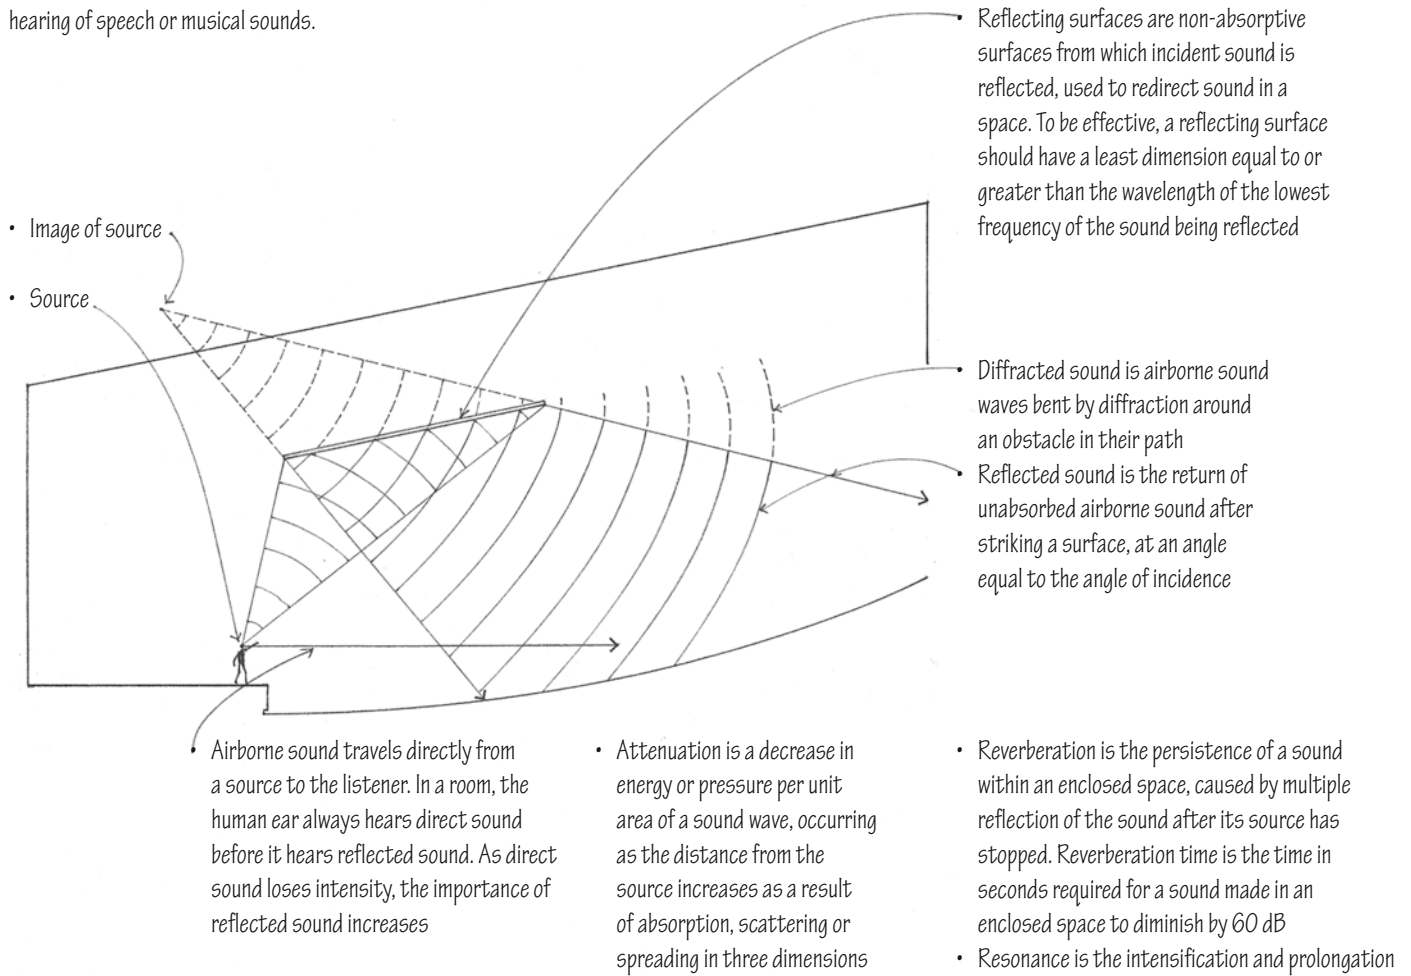 hearing of speech or musical sounds.
• Reflecting surfaces are non-absorptive
surfaces from which incident sound is
reflected, used to redirect sound in a
space. To be effective, a reflecting surface
should have a least dimension equal to or
greater than the wavelength of the lowest
frequency of the sound being reflected
• Image of source
• Source
• Diffracted sound is airborne sound
waves bent by diffraction around
an obstacle in their path
• Reflected sound is the return of
unabsorbed airborne sound after
striking a surface, at an angle
equal to the angle of incidence
• Airborne sound travels directly from
a source to the listener. In a room, the
human ear always hears direct sound
before it hears reflected sound. As direct
sound loses intensity, the importance of
reflected sound increases
• Attenuation is a decrease in
energy or pressure per unit
area of a sound wave, occurring
as the distance from the
source increases as a result
of absorption, scattering or
spreading in three dimensions
• Reverberation is the persistence of a sound
within an enclosed space, caused by multiple
reflection of the sound after its source has
stopped. Reverberation time is the time in
seconds required for a sound made in an
enclosed space to diminish by 60 dB
• Resonance is the intensification and prolongation